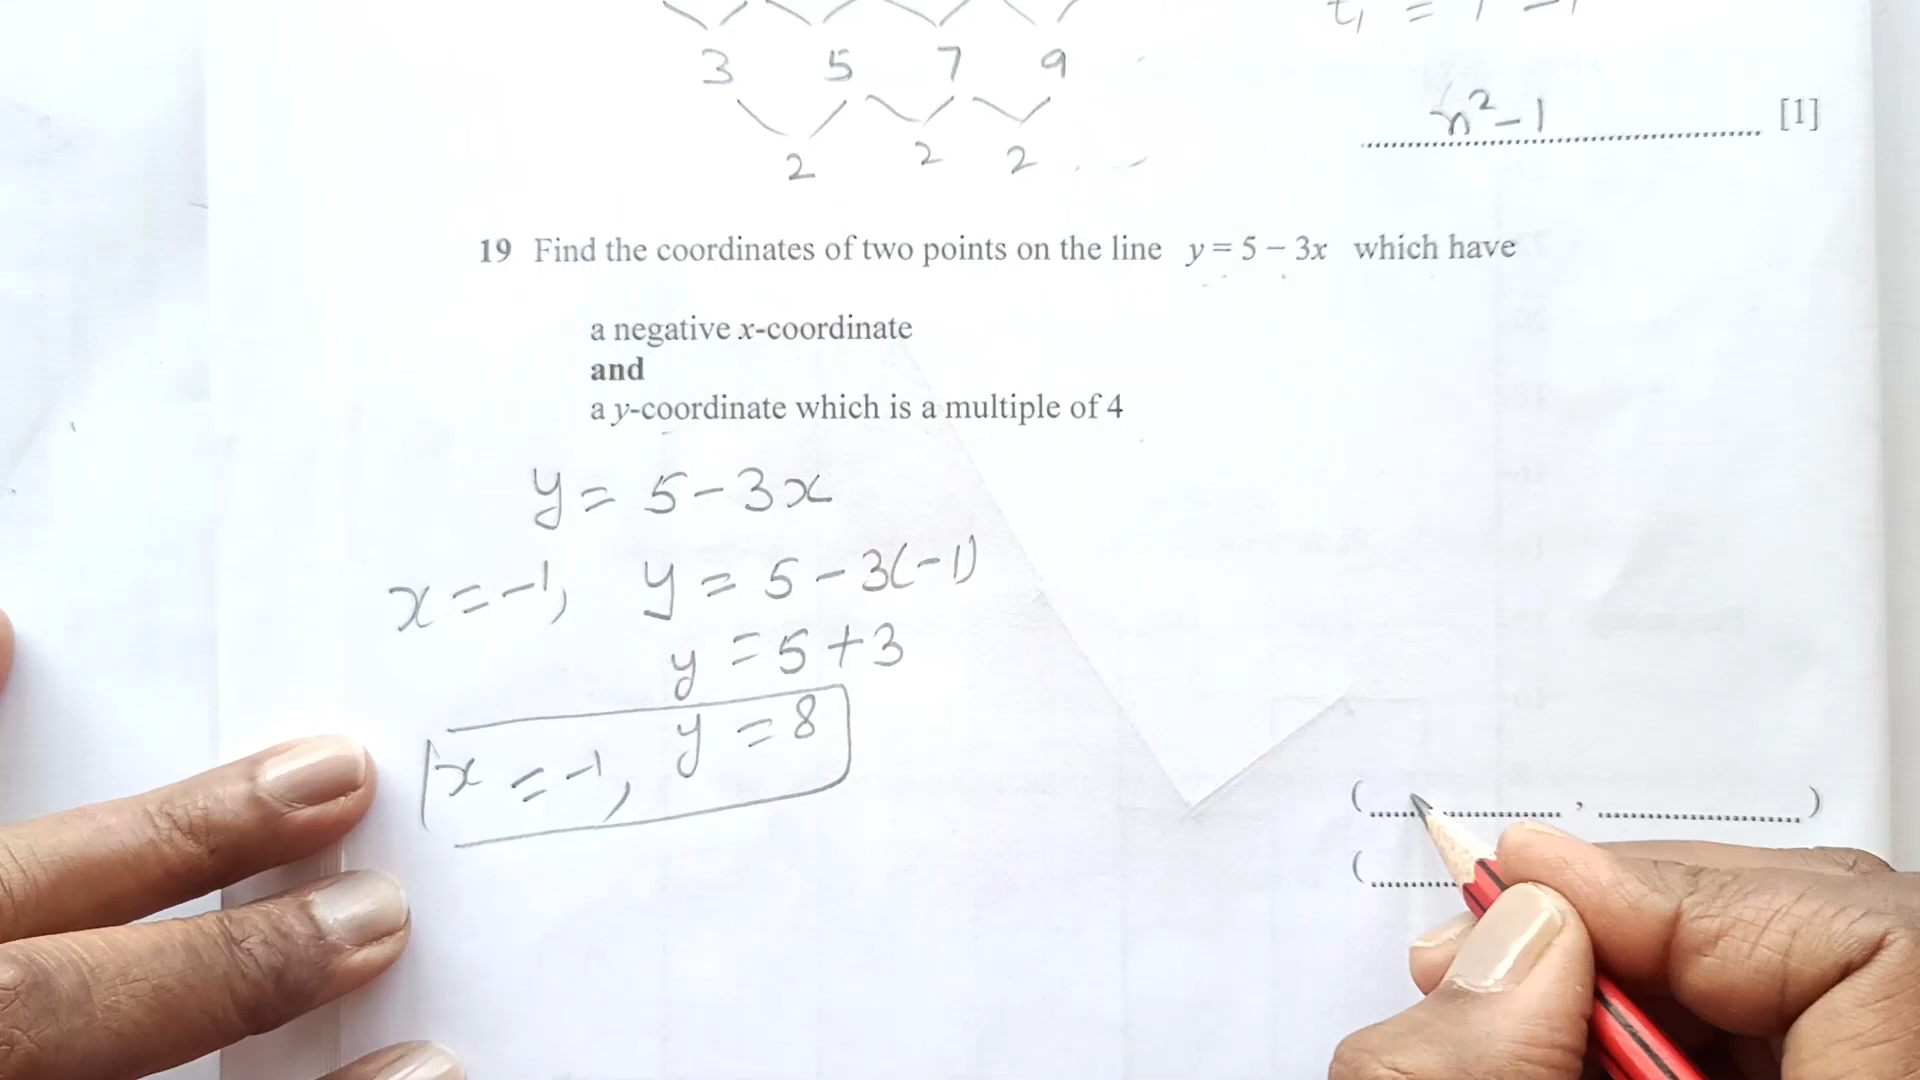 t₁ =
3 5 7 9
n² - 1 [1]
2 2 2
19 Find the coordinates of two points on the line y = 5 – 3x which have
a negative x-coordinate
and
a y-coordinate which is a multiple of 4
y = 5 - 3x
x = -1, y = 5 - 3(-1)
y = 5 + 3
y = 8
x = -1,
(.................... , ....................)
(..........